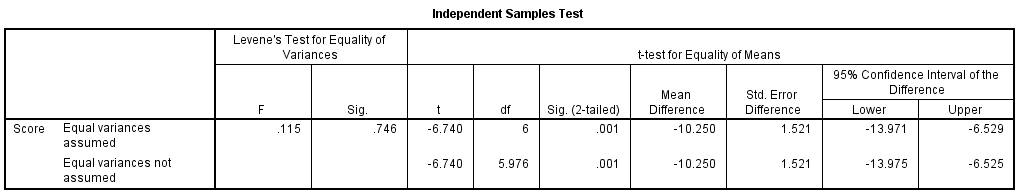 Independent Samples Test
Levene's Test for Equality of
Variances
t-test for Equality of Means
95% Confidence Interval of the
Difference
F Sig. t df Sig. (2-tailed) Mean
Difference Std. Error
Difference Lower Upper
Score Equal variances
assumed .115 .746 -6.740 6 .001 -10.250 1.521 -13.971 -6.529
Equal variances not
assumed -6.740 5.976 .001 -10.250 1.521 -13.975 -6.525